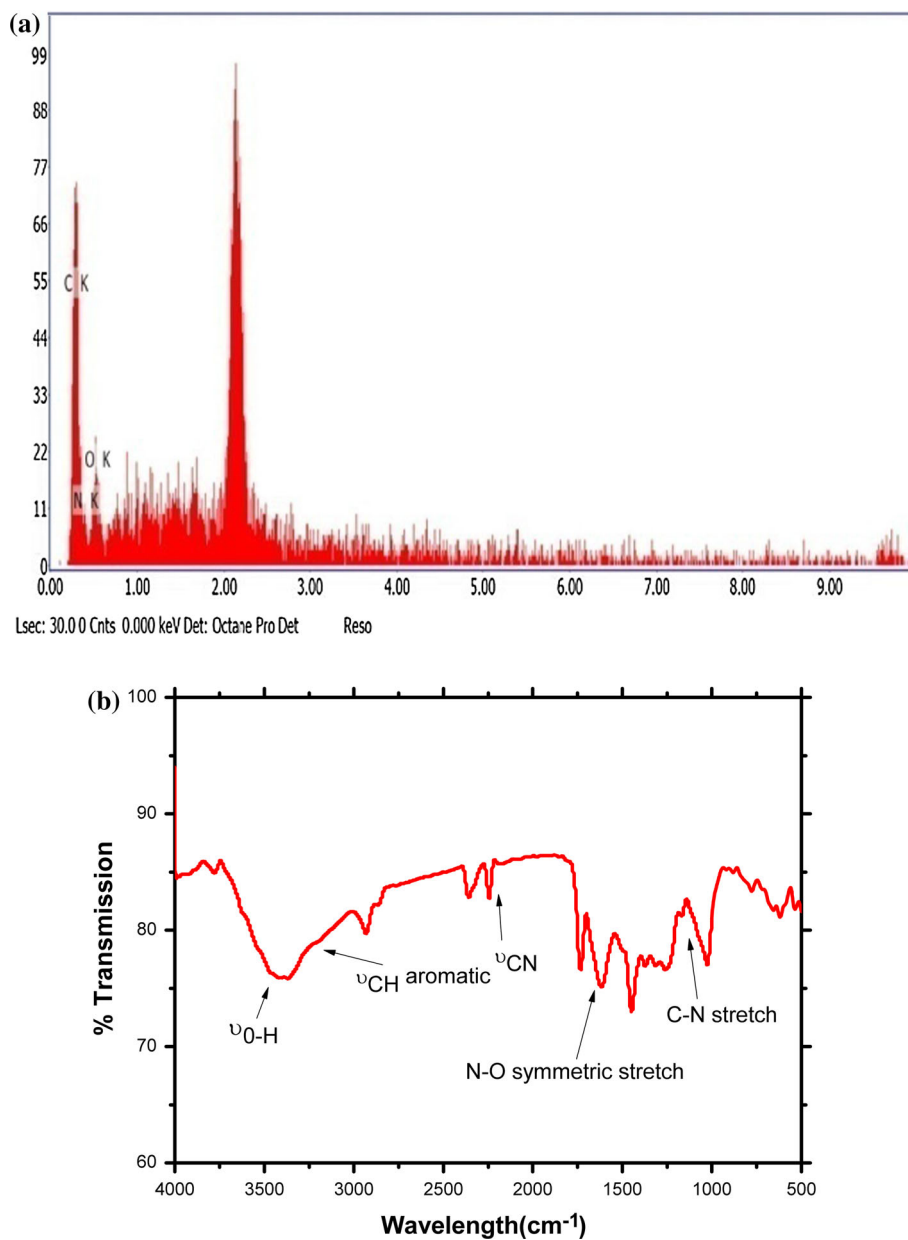 (a)
99
88
77
66
55
44
33
22
11
0
C K
O K
N K
0.00 1.00 2.00 3.00 4.00 5.00 6.00 7.00 8.00 9.00
Lsec: 30.0 0 Cnts 0.000 keV Det: Octane Pro Det Reso
(b)
100
90
80
70
60
% Transmission
υCN
υCH aromatic
υ0-H
C-N stretch
N-O symmetric stretch
4000 3500 3000 2500 2000 1500 1000 500
Wavelength(cm⁻¹)